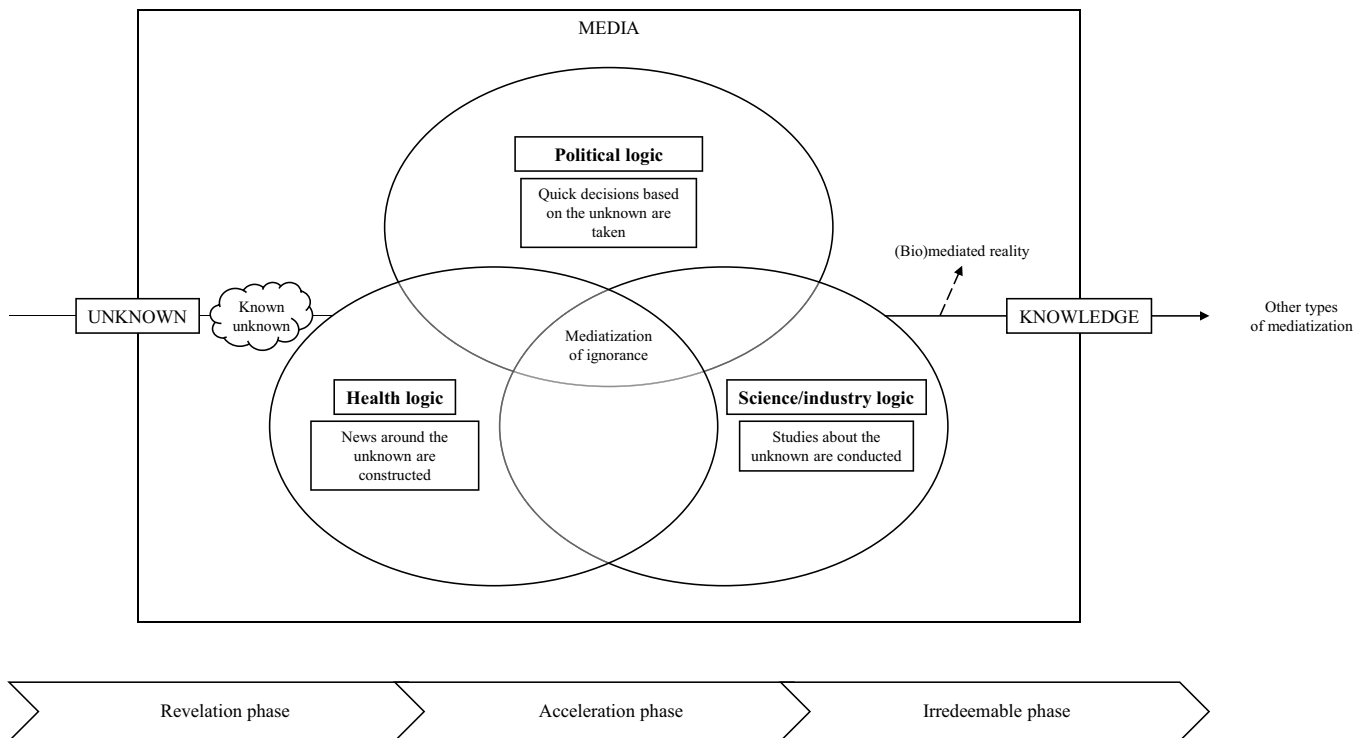 MEDIA
Political logic
Quick decisions based
on the unknown are
taken
(Bio)mediated reality
UNKNOWN
Known
unknown
Mediatization
of ignorance
KNOWLEDGE
Other types
of mediatization
Health logic
News around the
unknown are
constructed
Science/industry logic
Studies about the
unknown are conducted
Revelation phase
Acceleration phase
Irredeemable phase